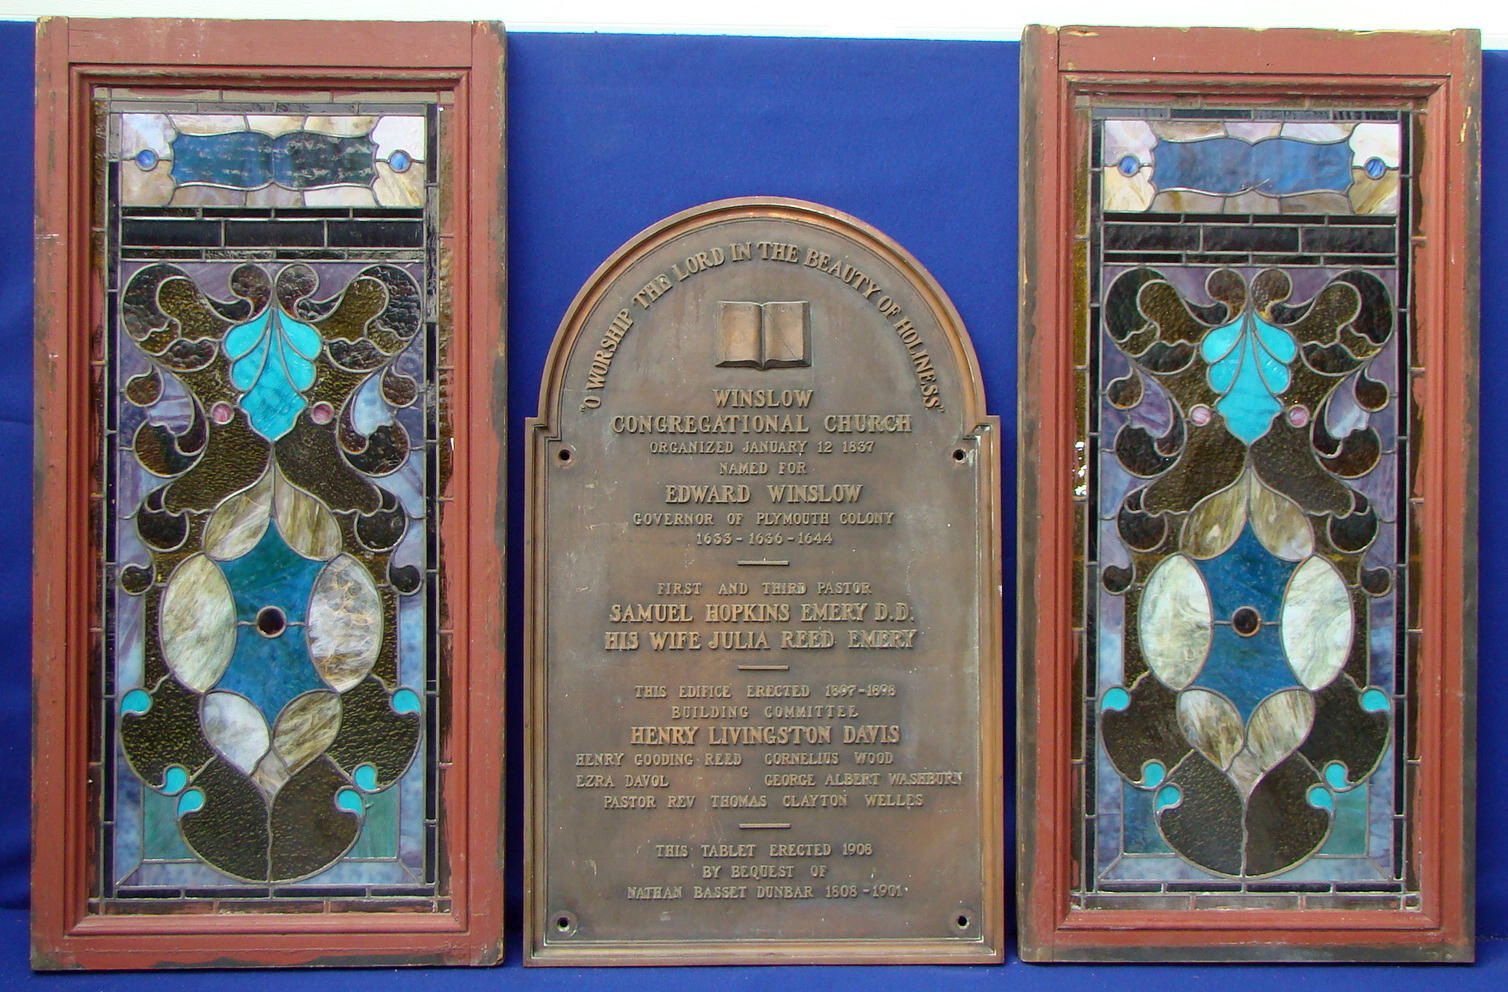 "O WORSHIP THE LORD IN THE BEAUTY OF HOLINESS"
WINSLOW
CONGREGATIONAL CHURCH
ORGANIZED JANUARY 12 1837
NAMED FOR
EDWARD WINSLOW
GOVERNOR OF PLYMOUTH COLONY
1633 - 1636 - 1644
FIRST AND THIRD PASTOR
SAMUEL HOPKINS EMERY D.D.
HIS WIFE JULIA REED EMERY
THIS EDIFICE ERECTED 1897-1898
BUILDING COMMITTEE
HENRY LIVINGSTON DAVIS
HENRY GOODING REED CORNELIUS WOOD
EZRA DAVOL GEORGE ALBERT WASHBURN
PASTOR REV THOMAS CLAYTON WELLES
THIS TABLET ERECTED 1908
BY BEQUEST OF
NATHAN BASSET DUNBAR 1808-1901